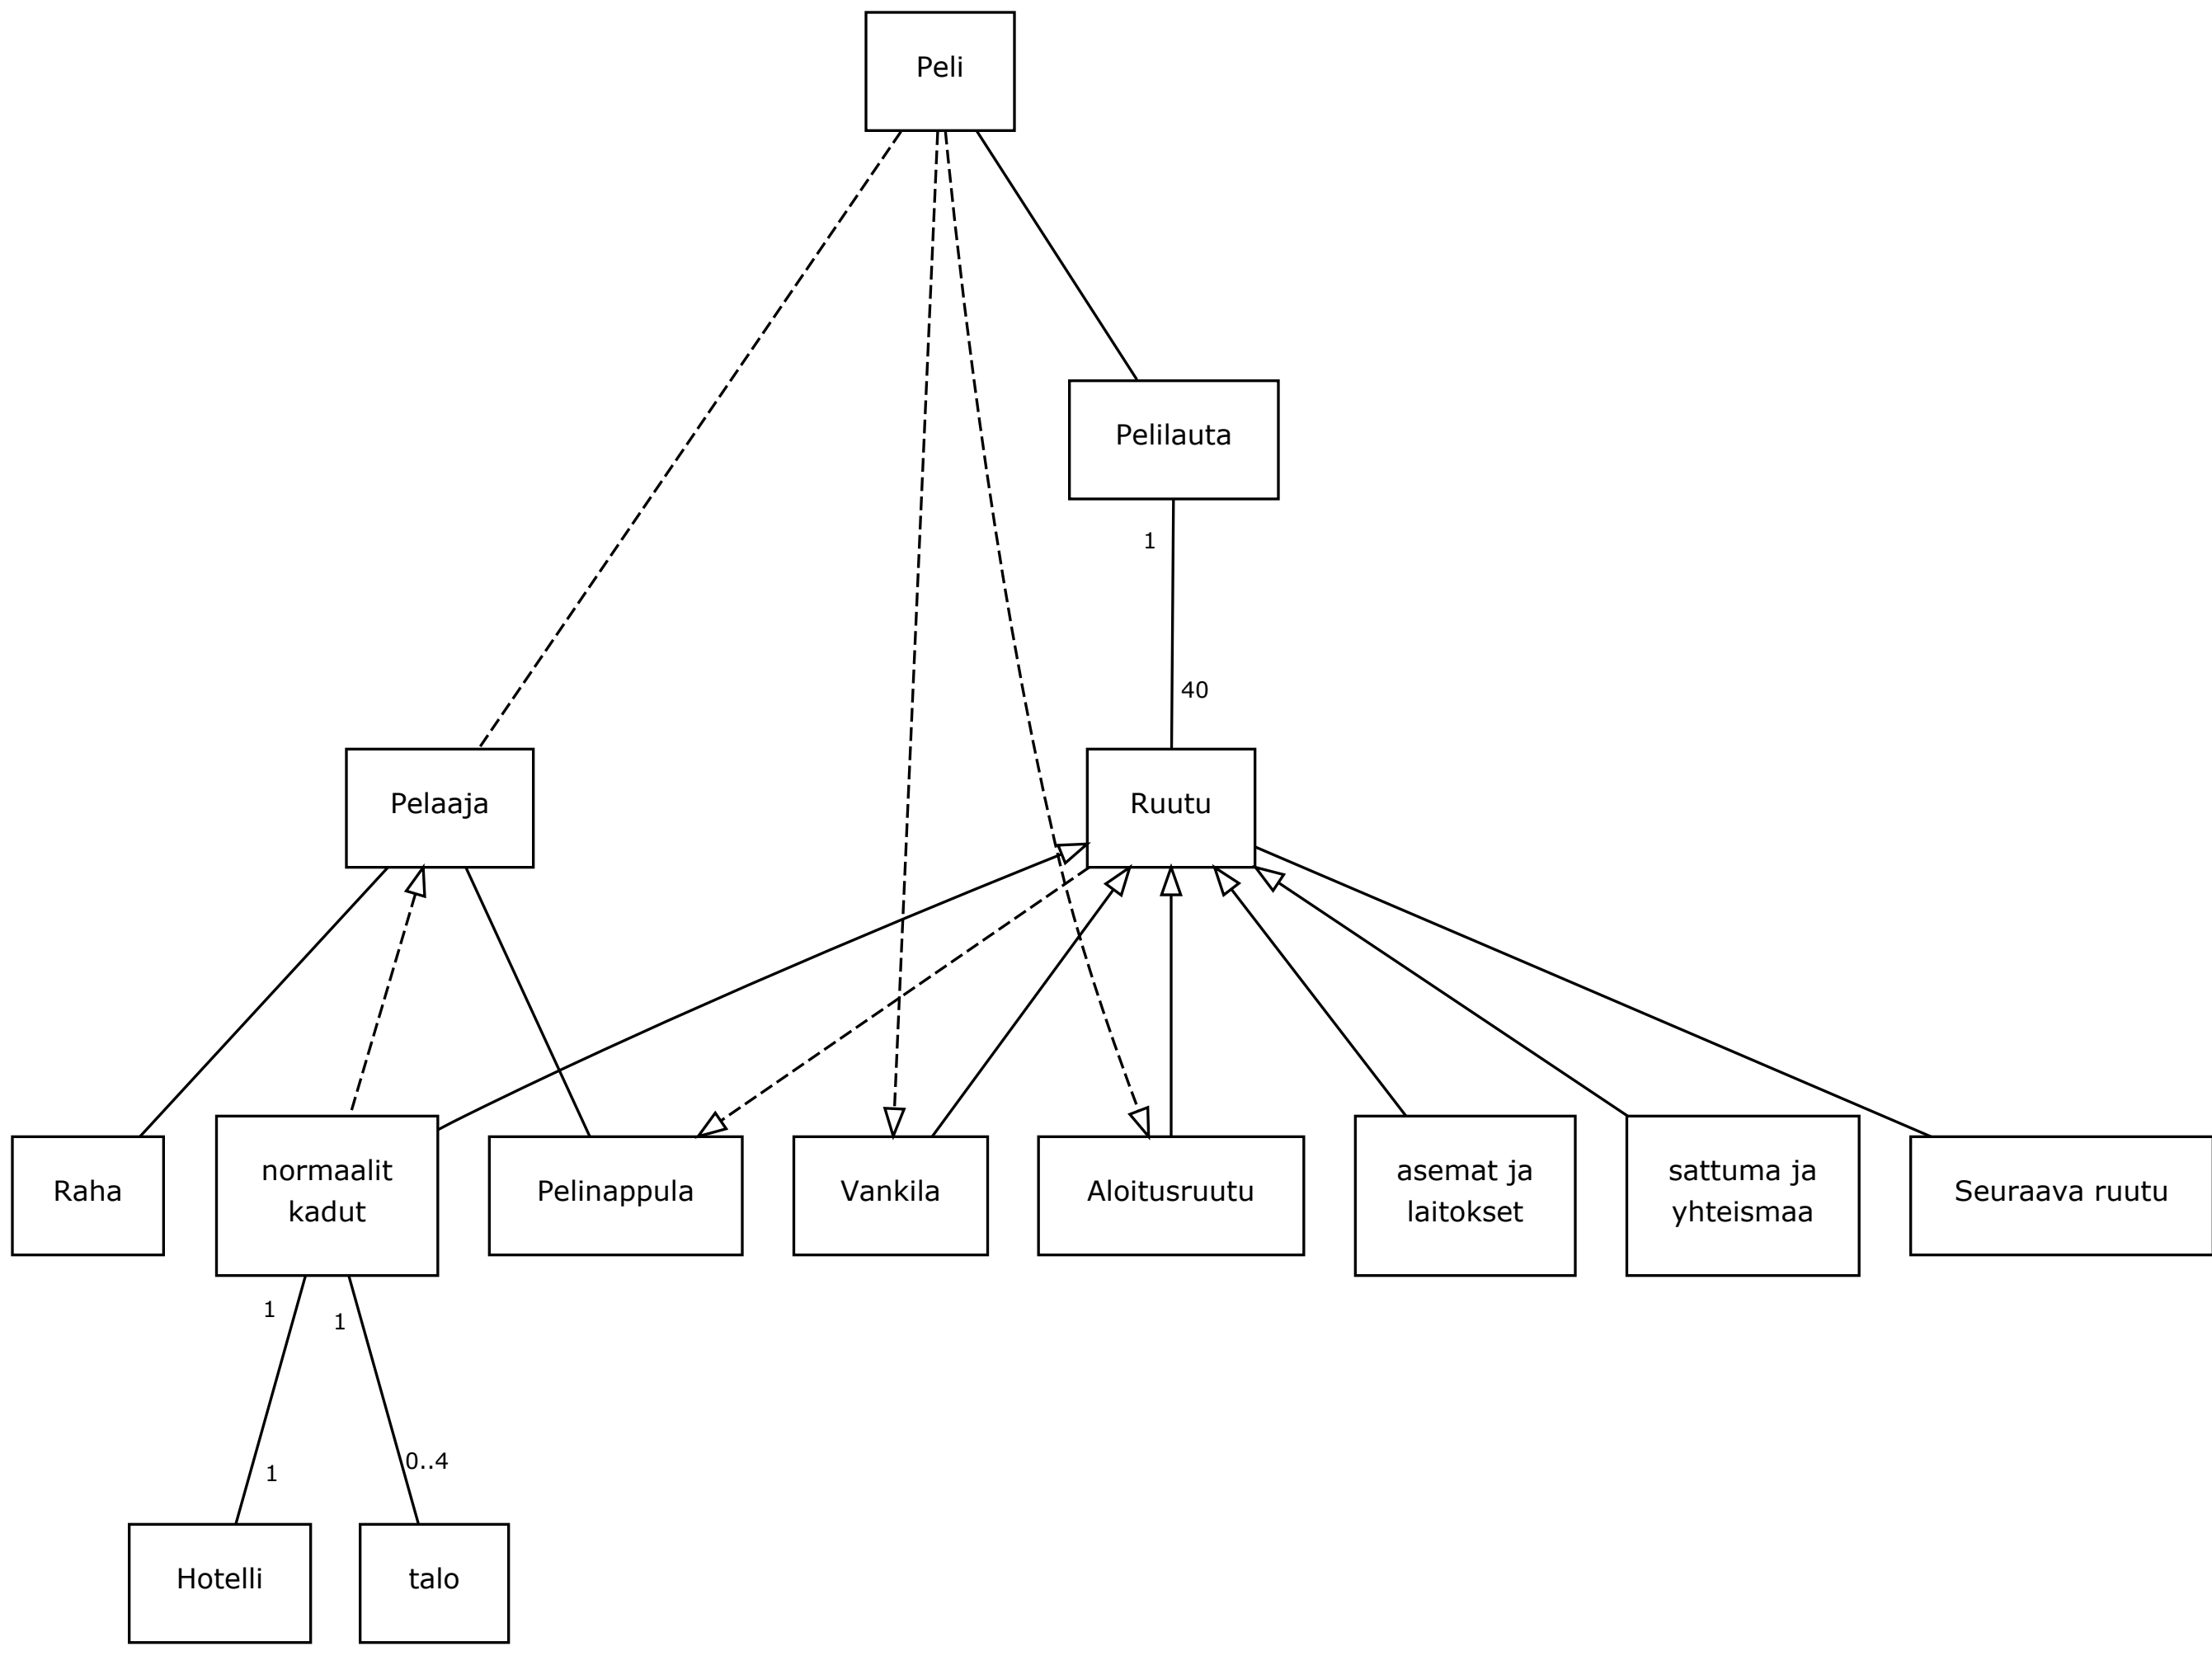 Peli
Pelilauta
1
40
Pelaaja
Ruutu
Raha
normaalit
kadut
Pelinappula
Vankila
Aloitusruutu
asemat ja
laitokset
sattuma ja
yhteismaa
Seuraava ruutu
1
1
1
0..4
Hotelli
talo